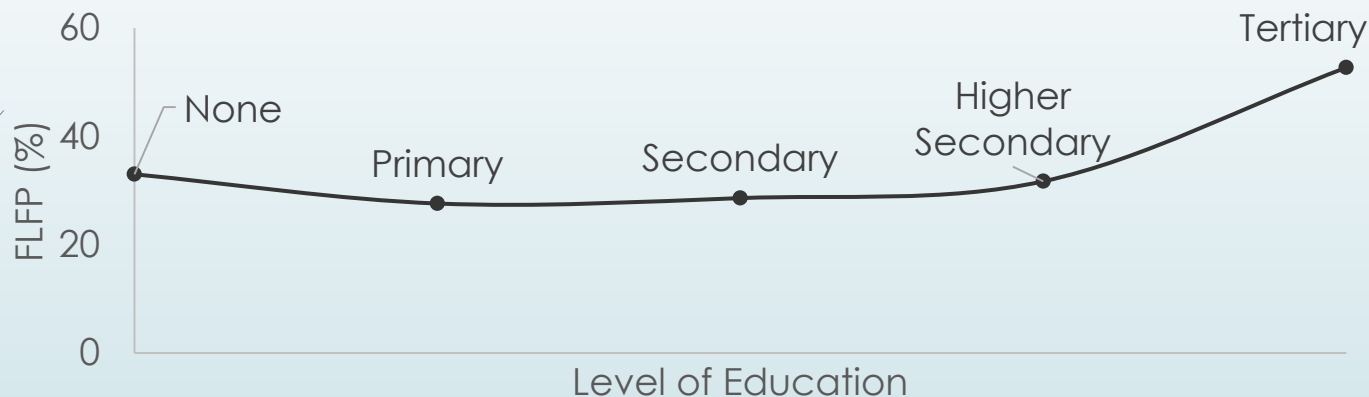 60
40
20
0
FLFP (%)
None
Primary
Secondary
Higher
Secondary
Tertiary
Level of Education